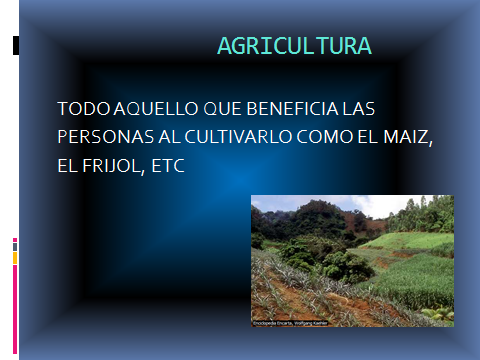 AGRICULTURA
TODO AQUELLO QUE BENEFICIA LAS
PERSONAS AL CULTIVARLO COMO EL MAIZ,
EL FRIJOL, ETC
Enciclopedia Encarta, Wolfgang Kaehler